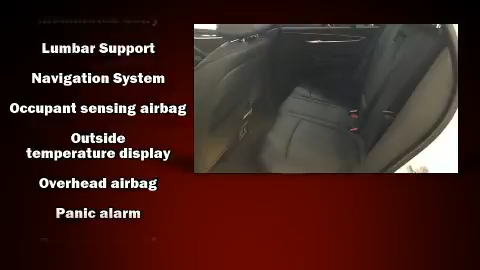 Lumbar Support
Navigation System
Occupant sensing airbag
Outside
temperature display
Overhead airbag
Panic alarm